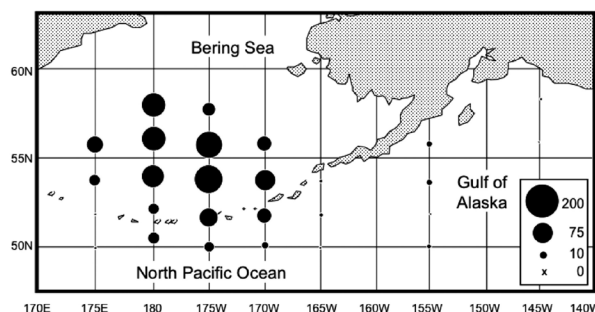 Bering Sea
60N
55N
Gulf of
Alaska
200
75
10
x 0
50N
North Pacific Ocean
170E 175E 180 175W 170W 165W 160W 155W 150W 145W 140W